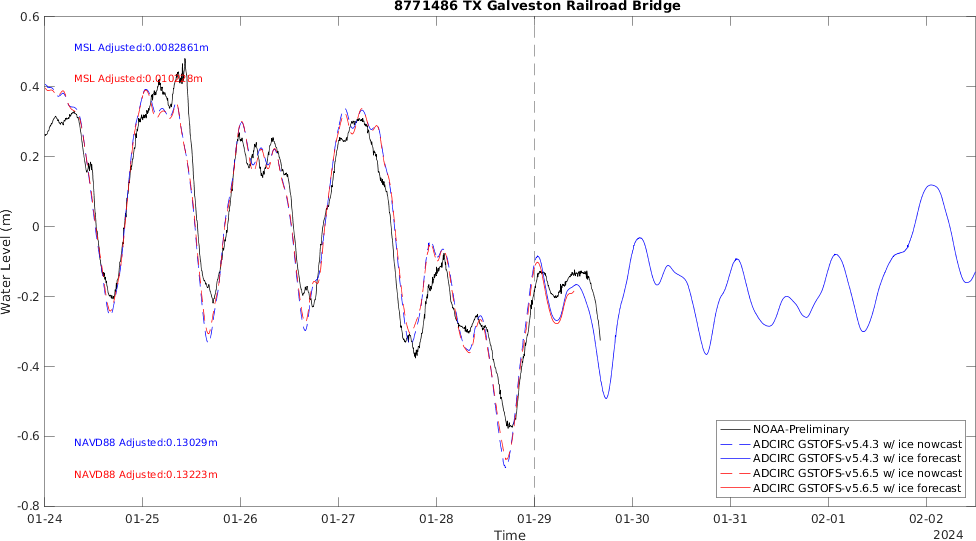 8771486 TX Galveston Railroad Bridge
0.6
MSL Adjusted:0.0082861m
MSL
0.4
0.2
0
-0.2
-0.4
-0.6
-0.8
Water Level (m)
NAVD88 Adjusted:0.13029m
NAVD88 Adjusted:0.13223m
NOAA-Preliminary
ADCIRC GSTOFS-v5.4.3 w/ ice nowcast
ADCIRC GSTOFS-v5.4.3 w/ ice forecast
ADCIRC GSTOFS-v5.6.5 w/ ice nowcast
ADCIRC GSTOFS-v5.6.5 w/ ice forecast
01-24 01-25 01-26 01-27 01-28 01-29 01-30 01-31 02-01 02-02
Time
2024